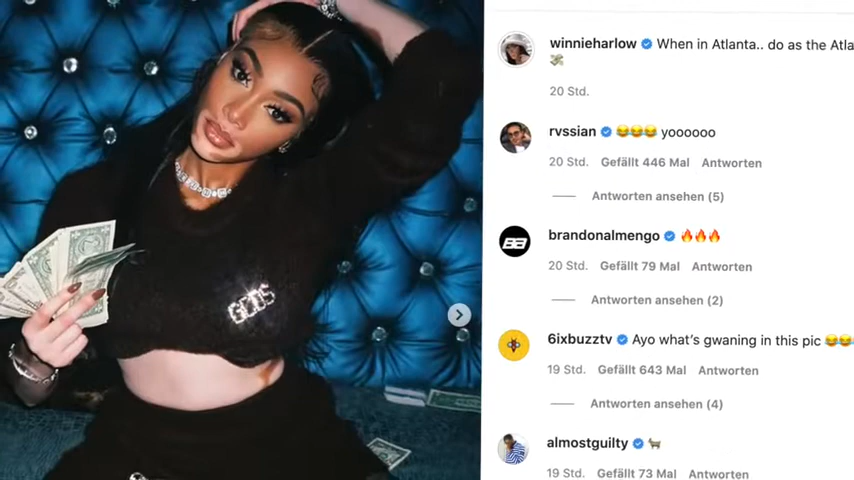 GODS
winnieharlow When in Atlanta.. do as the Atla
20 Std.
rvssian 😂😂😂 yoooooo
20 Std. Gefällt 446 Mal Antworten
Antworten ansehen (5)
brandonalmengo 🔥🔥🔥
20 Std. Gefällt 79 Mal Antworten
Antworten ansehen (2)
6ixbuzztv Ayo what's gwaning in this pic 😂😂
19 Std. Gefällt 643 Mal Antworten
Antworten ansehen (4)
almostguilty 🐈‍⬛
19 Std. Gefällt 73 Mal Antworten